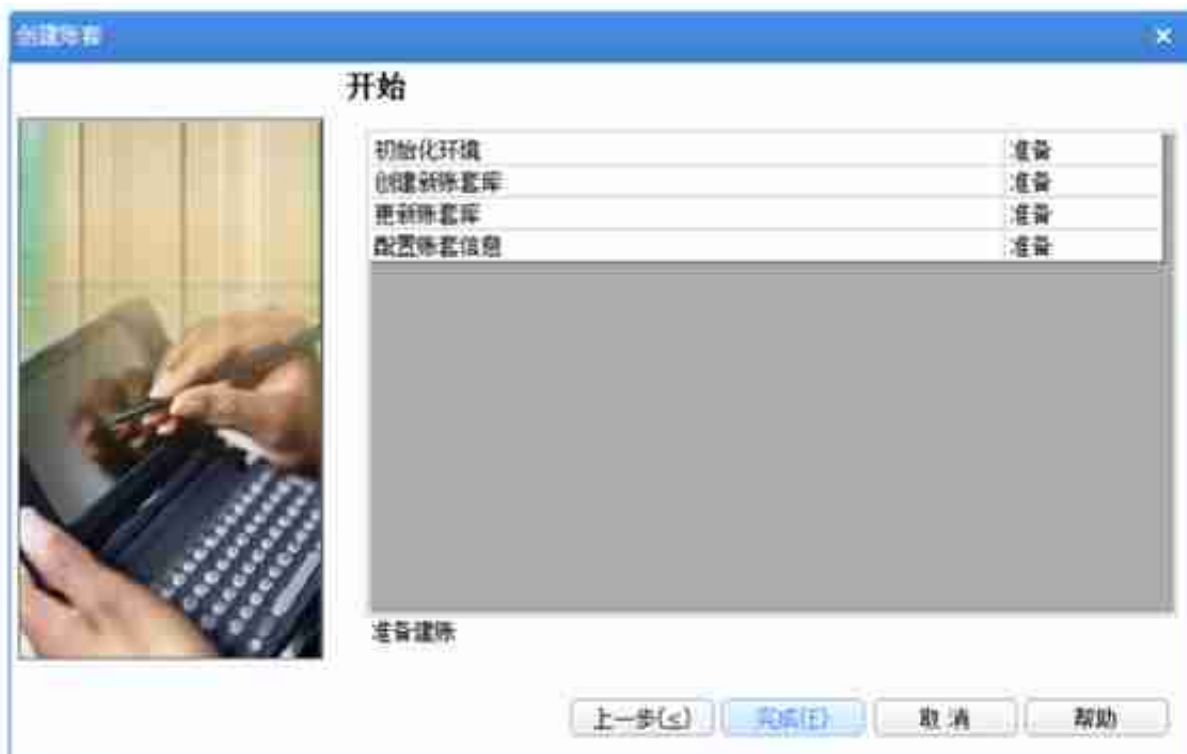 创建账套
开始
初始化环境 准备
创建新账套库 准备
更新账套库 准备
配置账套信息 准备
准备建账
上一步(<) 完成(F) 取 消 帮助